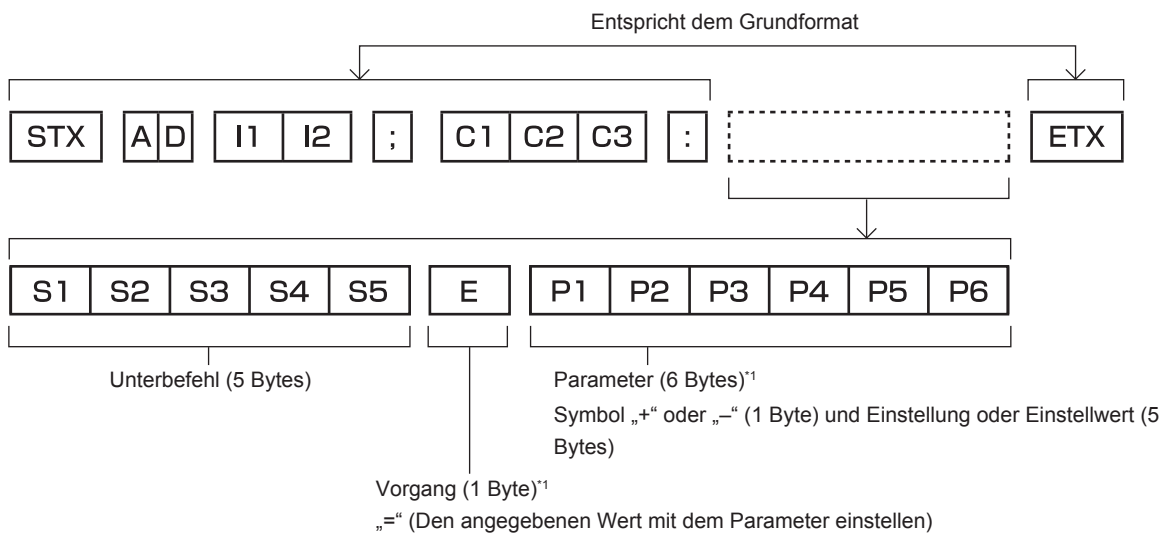 Entspricht dem Grundformat
STX A D I1 I2 ; C1 C2 C3 : ETX
S1 S2 S3 S4 S5 E P1 P2 P3 P4 P5 P6
Unterbefehl (5 Bytes)
Parameter (6 Bytes)*1
Symbol „+“ oder „–“ (1 Byte) und Einstellung oder Einstellwert (5
Bytes)
Vorgang (1 Byte)*1
„=“ (Den angegebenen Wert mit dem Parameter einstellen)